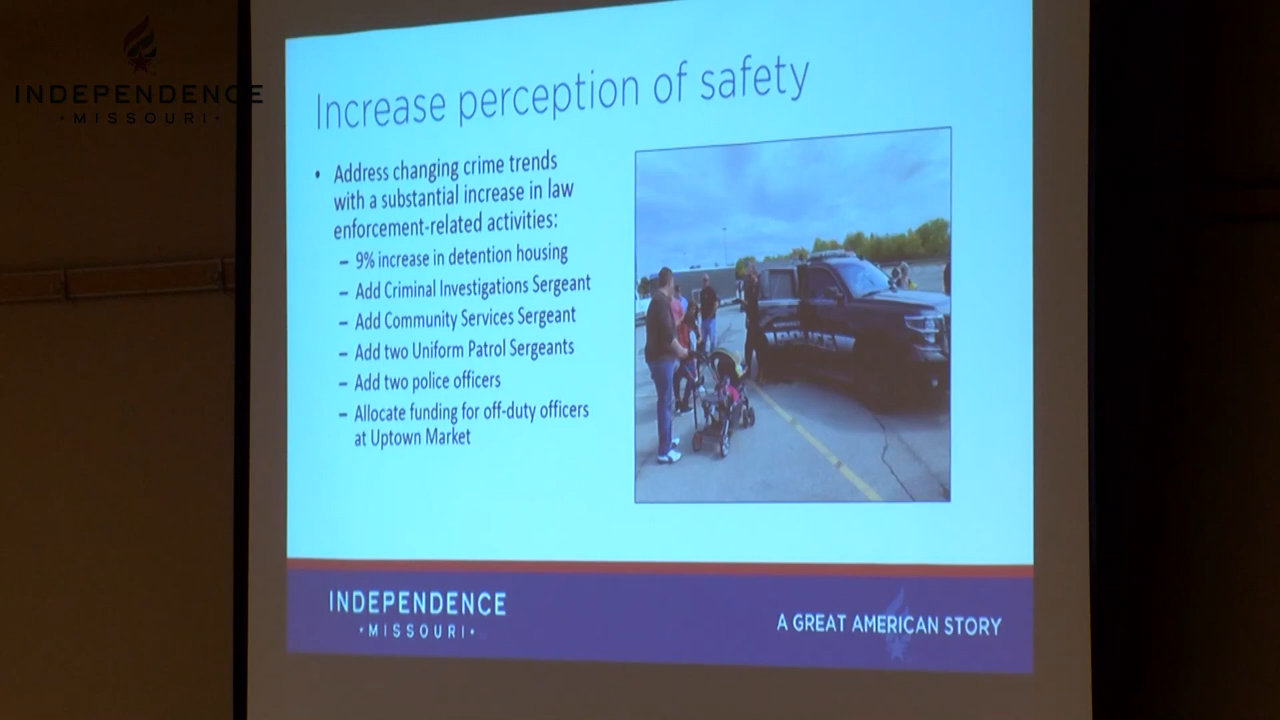 INDEPENDENCE
• MISSOURI •
Increase perception of safety
• Address changing crime trends
with a substantial increase in law
enforcement-related activities:
– 9% increase in detention housing
– Add Criminal Investigations Sergeant
– Add Community Services Sergeant
– Add two Uniform Patrol Sergeants
– Add two police officers
– Allocate funding for off-duty officers
at Uptown Market
POLICE
INDEPENDENCE
• MISSOURI •
A GREAT AMERICAN STORY